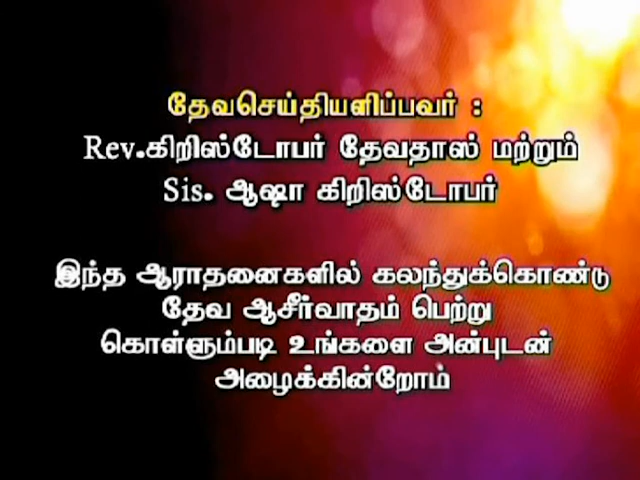 தேவசெய்தியளிப்பவர் :
Rev.கிறிஸ்டோபர் தேவதாஸ் மற்றும்
Sis. ஆஷா கிறிஸ்டோபர்
இந்த ஆராதனைகளில் கலந்துக்கொண்டு
தேவ ஆசீர்வாதம் பெற்று
கொள்ளும்படி உங்களை அன்புடன்
அழைக்கின்றோம்